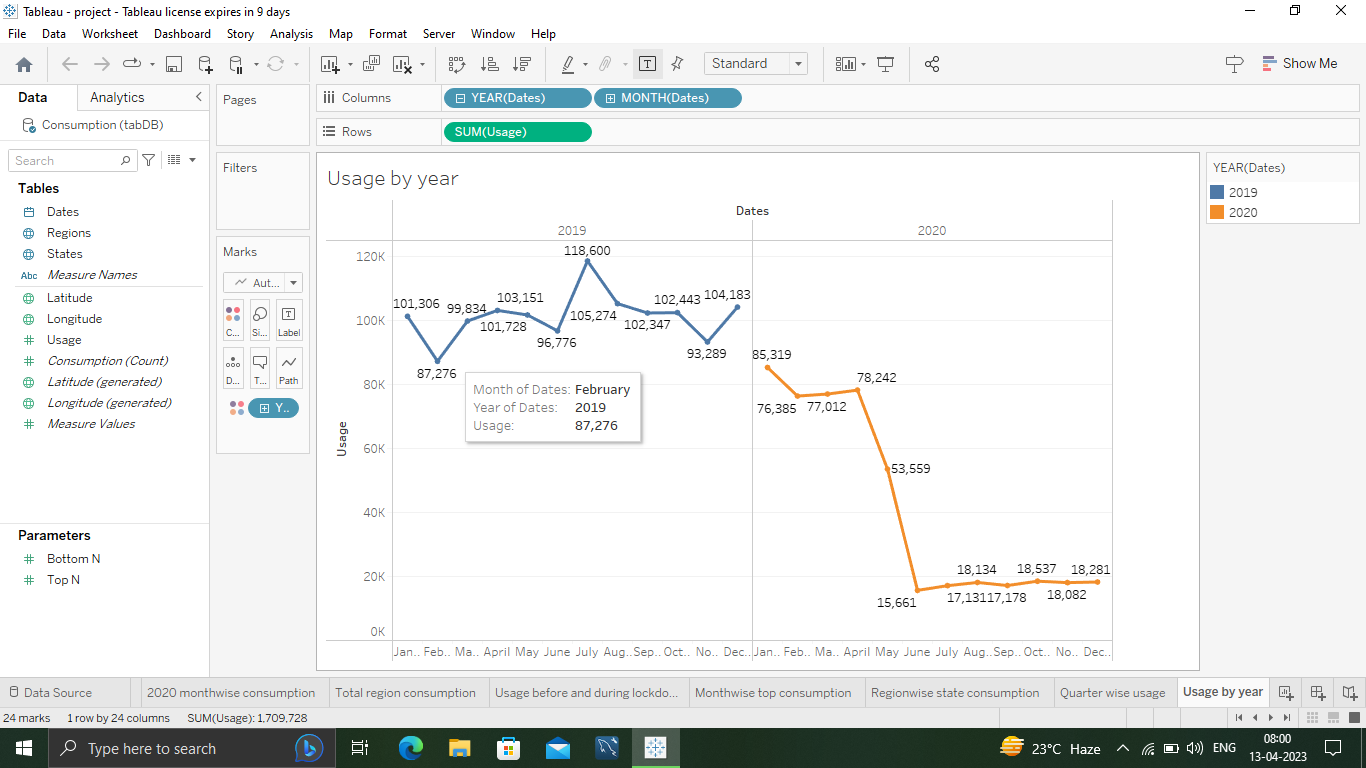 Tableau - project - Tableau license expires in 9 days
File Data Worksheet Dashboard Story Analysis Map Format Server Window Help
Standard
Show Me
Data Analytics
Consumption (tabDB)
Search
Tables
Dates
Regions
States
Abc Measure Names
Latitude
Longitude
Usage
Consumption (Count)
Latitude (generated)
Longitude (generated)
Measure Values
Parameters
Bottom N
Top N
Pages
Filters
Marks
Aut...
C... Si... Label
D... T... Path
Y..
Columns YEAR(Dates) MONTH(Dates)
Rows SUM(Usage)
Usage by year
Dates
2019 2020
Usage
120K
100K
80K
60K
40K
20K
0K
101,306
87,276
99,834
103,151
101,728
96,776
118,600
105,274
102,347
102,443
93,289
104,183
85,319
76,385
77,012
78,242
53,559
15,661
17,131
18,134
17,178
18,537
18,082
18,281
Month of Dates: February
Year of Dates: 2019
Usage: 87,276
Jan.. Feb.. Ma.. April May June July Aug.. Sep.. Oct.. No.. Dec.. Jan.. Feb.. Ma.. April May June July Aug.. Sep.. Oct.. No.. Dec..
YEAR(Dates)
2019
2020
Data Source 2020 monthwise consumption Total region consumption Usage before and during lockdo... Monthwise top consumption Regionwise state consumption Quarter wise usage Usage by year
24 marks 1 row by 24 columns SUM(Usage): 1,709,728
Type here to search
23°C Haze
ENG
08:00
13-04-2023